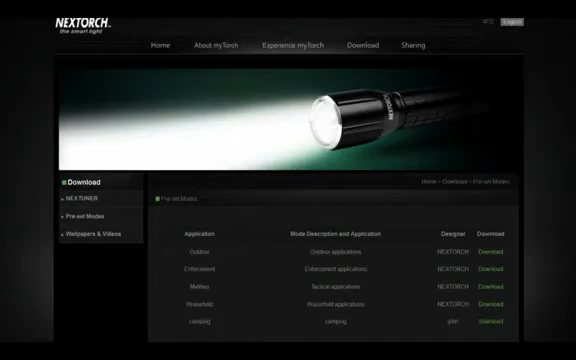 NEXTORCH
the smart light
中文 English
Home About myTorch Experience myTorch Download Sharing
NEXTORCH
Download
Home > Download > Pre-set Modes
NEXTUNER
Pre-set Modes
Pre-set Modes
Wallpapers & Videos
Application Mode Description and Application Designer Download
Outdoor Outdoor applications NEXTORCH Download
Enforcement Enforcement applications NEXTORCH Download
Military Tactical applications NEXTORCH Download
Household Household applications NEXTORCH Download
camping camping Download